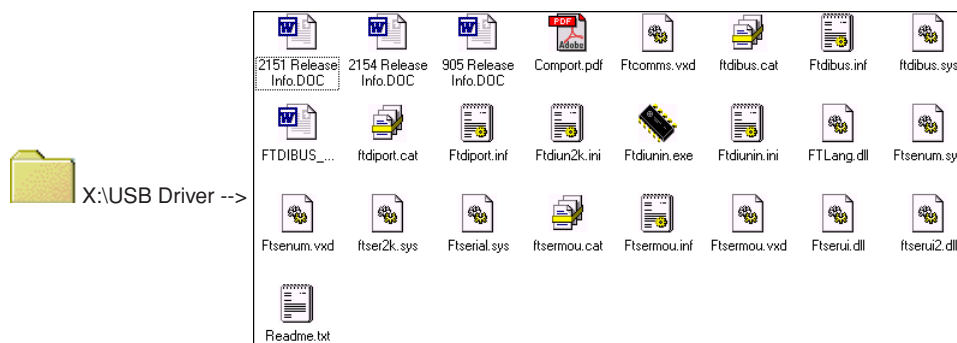 2151 Release Info.DOC
2154 Release Info.DOC
905 Release Info.DOC
PDF
Adobe
Comport.pdf
Ftcomms.vxd
ftdibus.cat
Ftdibus.inf
ftdibus.sys
FTDIBUS_...
ftdiport.cat
Ftdiport.inf
Ftdiun2k.ini
Ftdiunin.exe
Ftdiunin.ini
FTLang.dll
Ftsenum.sy
X:\USB Driver -->
Ftsenum.vxd
ftser2k.sys
Ftserial.sys
ftsermou.cat
Ftsermou.inf
Ftsermou.vxd
Ftserui.dll
ftserui2.dll
Readme.txt